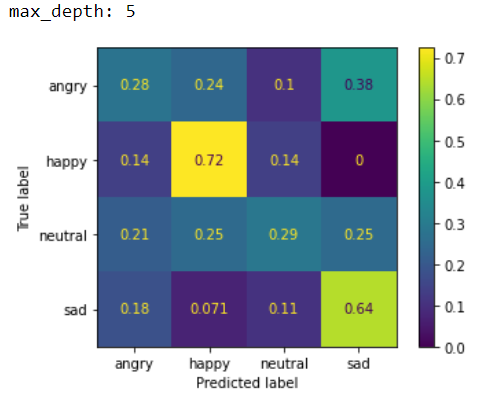 max_depth: 5
angry 0.28 0.24 0.1 0.38
happy 0.14 0.72 0.14 0
neutral 0.21 0.25 0.29 0.25
sad 0.18 0.071 0.11 0.64
angry happy neutral sad
Predicted label
True label
0.7
0.6
0.5
0.4
0.3
0.2
0.1
0.0